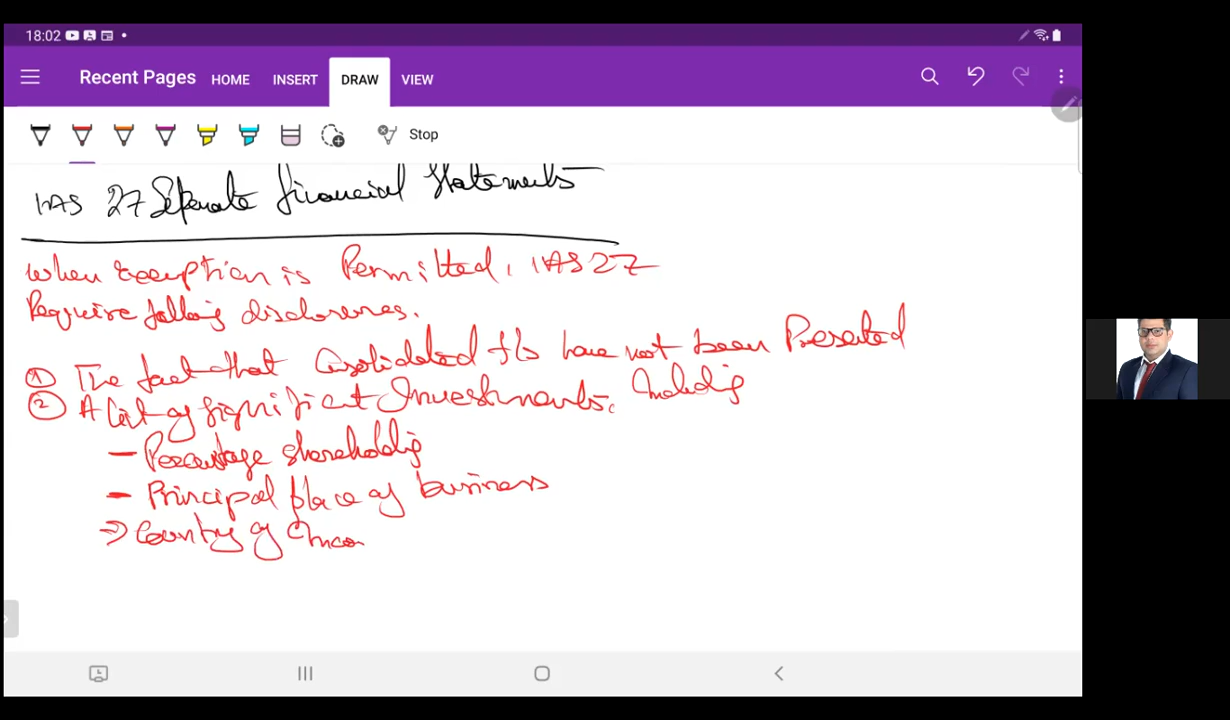 18:02
Recent Pages HOME INSERT DRAW VIEW
Stop
IAS 27 Separate financial statements
When Exemption is Permitted, IAS 27
Require following disclosures.
① The fact that Consolidated f/s have not been Presented
② A list of significant Investments, Including
– Percentage shareholding
– Principal place of business
⇒ Country of Inco